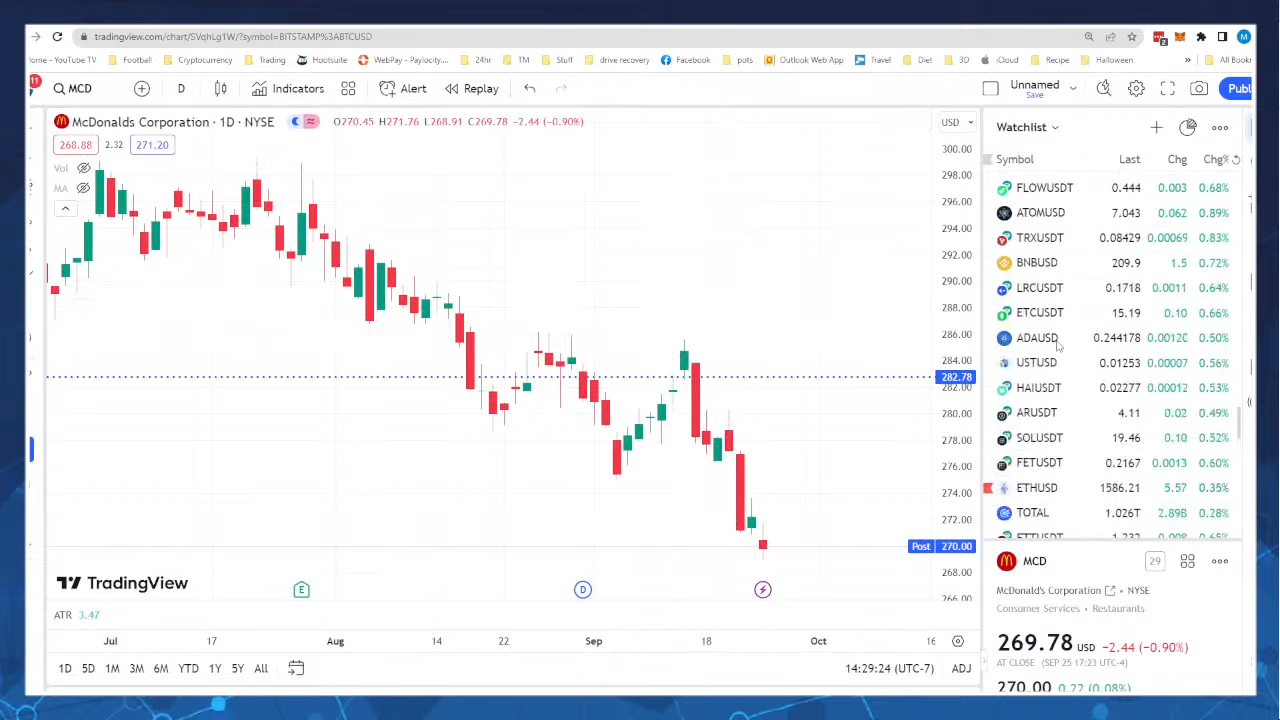 tradingview.com/chart/SVqhLg1W/?symbol=BITSTAMP%3ABTCUSD
ome - YouTube TV Football Cryptocurrency Trading Hootsuite WebPay - Paylocity.... 24hr TM Stuff drive recovery Facebook pots Outlook Web App Travel Diet 3D iCloud Recipe Halloween » All Bookr
11 MCD D Indicators Alert Replay Unnamed Save Publ
McDonalds Corporation · 1D · NYSE O270.45 H271.76 L268.91 C269.78 −2.44 (−0.90%) USD
268.88 2.32 271.20
Vol
MA
300.00
298.00
296.00
294.00
292.00
290.00
288.00
286.00
284.00
282.78
282.00
280.00
278.00
276.00
274.00
272.00
Post 270.00
268.00
266.00
TradingView
E D
ATR 3.47
Jul 17 Aug 14 22 Sep 18 Oct 16
1D 5D 1M 3M 6M YTD 1Y 5Y All 14:29:24 (UTC-7) ADJ
Watchlist
Symbol Last Chg Chg%
FLOWUSDT 0.444 0.003 0.68%
ATOMUSD 7.043 0.062 0.89%
TRXUSDT 0.08429 0.00069 0.83%
BNBUSD 209.9 1.5 0.72%
LRCUSDT 0.1718 0.0011 0.64%
ETCUSDT 15.19 0.10 0.66%
ADAUSD 0.244178 0.00120 0.50%
USTUSD 0.01253 0.00007 0.56%
HAIUSDT 0.02277 0.00012 0.53%
ARUSDT 4.11 0.02 0.49%
SOLUSDT 19.46 0.10 0.52%
FETUSDT 0.2167 0.0013 0.60%
ETHUSD 1586.21 5.57 0.35%
TOTAL 1.026T 2.89B 0.28%
MCD 29
McDonald's Corporation • NYSE
Consumer Services • Restaurants
269.78 USD −2.44 (−0.90%)
AT CLOSE (SEP 25 17:23 UTC-4)
270.00 0.22 (0.08%)